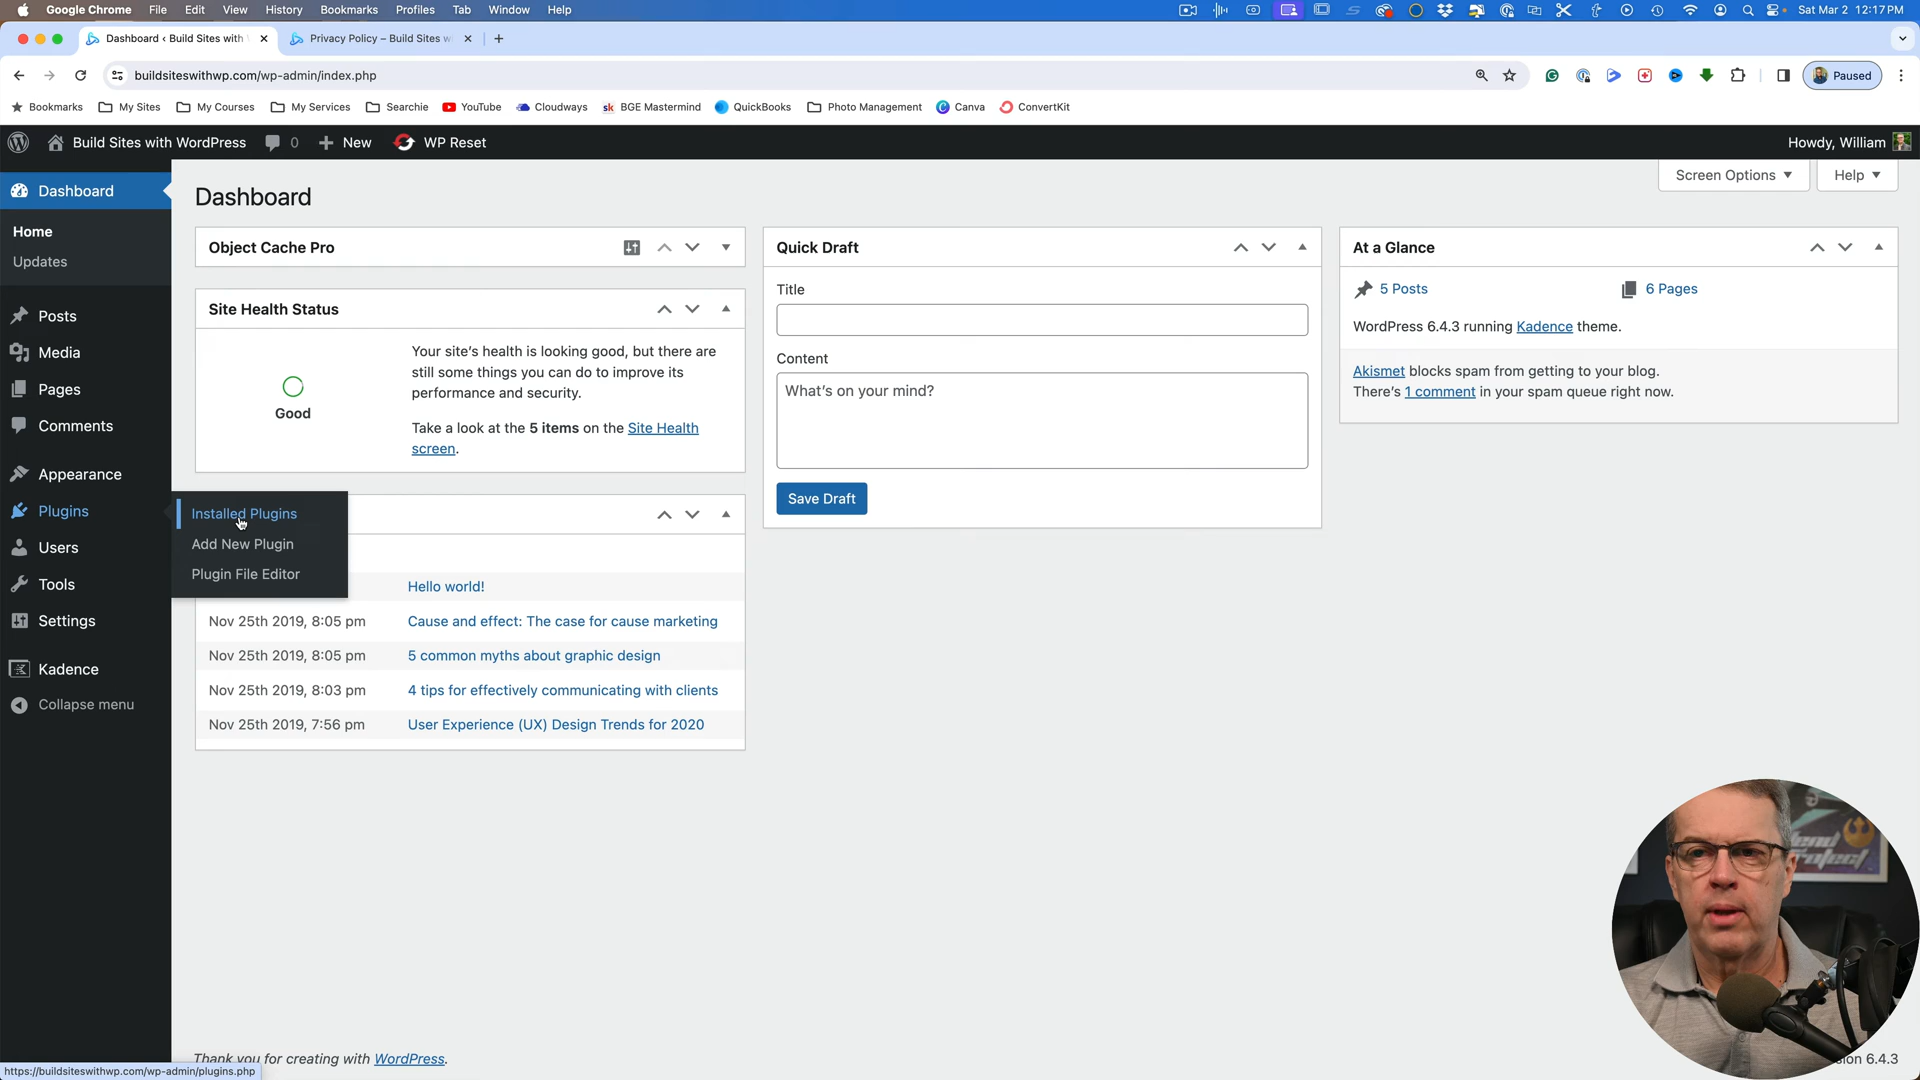 Google Chrome File Edit View History Bookmarks Profiles Tab Window Help Sat Mar 2 12:17 PM
Dashboard ‹ Build Sites with
Privacy Policy – Build Sites w
buildsiteswithwp.com/wp-admin/index.php
Paused
Bookmarks My Sites My Courses My Services Searchie YouTube Cloudways sk BGE Mastermind QuickBooks Photo Management Canva ConvertKit
Build Sites with WordPress 0 New WP Reset Howdy, William
Screen Options Help
Dashboard
Home
Updates
Posts
Media
Pages
Comments
Appearance
Plugins
Users
Tools
Settings
Kadence
Collapse menu
Installed Plugins
Add New Plugin
Plugin File Editor
Dashboard
Object Cache Pro
Site Health Status
Good
Your site's health is looking good, but there are
still some things you can do to improve its
performance and security.
Take a look at the 5 items on the Site Health
screen.
Hello world!
Nov 25th 2019, 8:05 pm Cause and effect: The case for cause marketing
Nov 25th 2019, 8:05 pm 5 common myths about graphic design
Nov 25th 2019, 8:03 pm 4 tips for effectively communicating with clients
Nov 25th 2019, 7:56 pm User Experience (UX) Design Trends for 2020
Quick Draft
Title
Content
What's on your mind?
Save Draft
At a Glance
5 Posts 6 Pages
WordPress 6.4.3 running Kadence theme.
Akismet blocks spam from getting to your blog.
There's 1 comment in your spam queue right now.
Thank you for creating with WordPress.
6.4.3
https://buildsiteswithwp.com/wp-admin/plugins.php